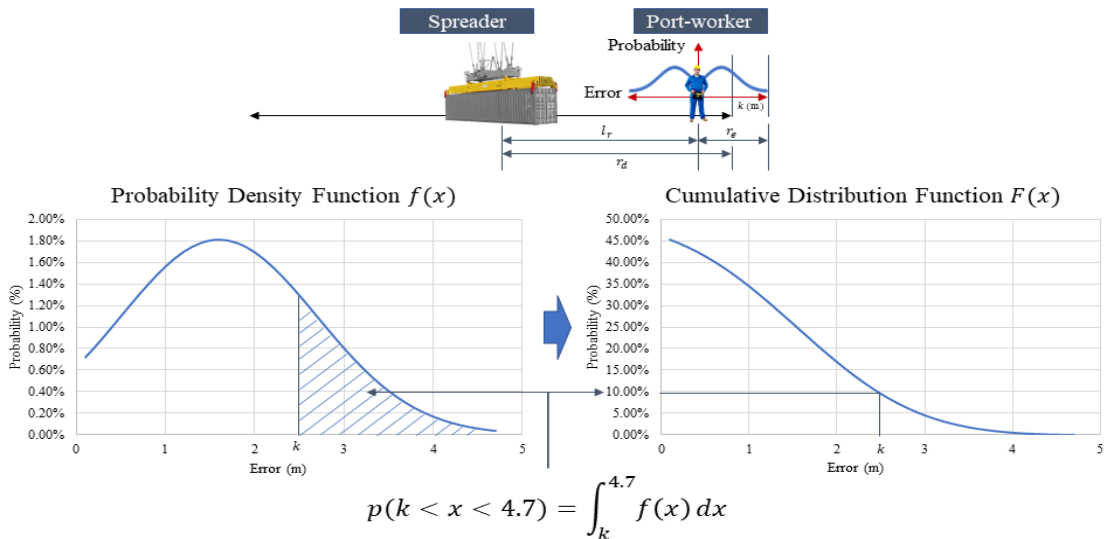 Spreader
Port-worker
Probability
Error
k (m)
l_r
r_e
r_d
Probability Density Function f(x)
Cumulative Distribution Function F(x)
2.00%
1.80%
1.60%
1.40%
1.20%
1.00%
0.80%
0.60%
0.40%
0.20%
0.00%
Probability (%)
k
1
2
3
4
5
Error (m)
50.00%
45.00%
40.00%
35.00%
30.00%
25.00%
20.00%
15.00%
10.00%
5.00%
0.00%
Probability (%)
0
1
2
k
3
4
5
Error (m)
p(k < x < 4.7) = ∫_k^4.7 f(x) dx